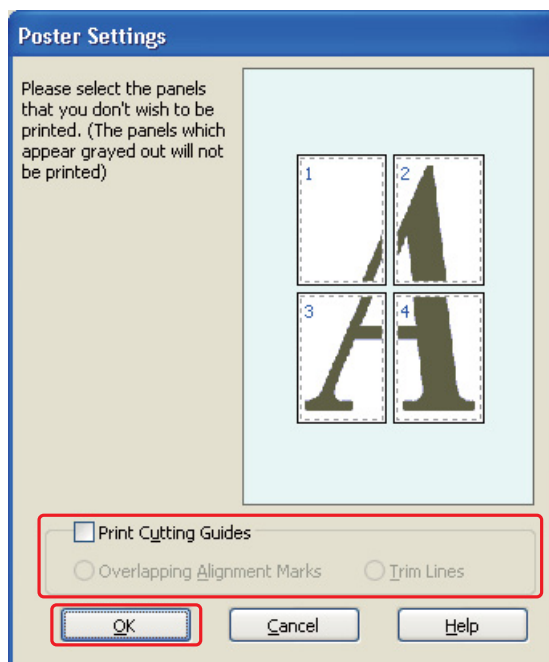 Poster Settings
Please select the panels
that you don't wish to be
printed. (The panels which
appear grayed out will not
be printed)
1 2
3 4
A
Print Cutting Guides
Overlapping Alignment Marks Trim Lines
OK Cancel Help